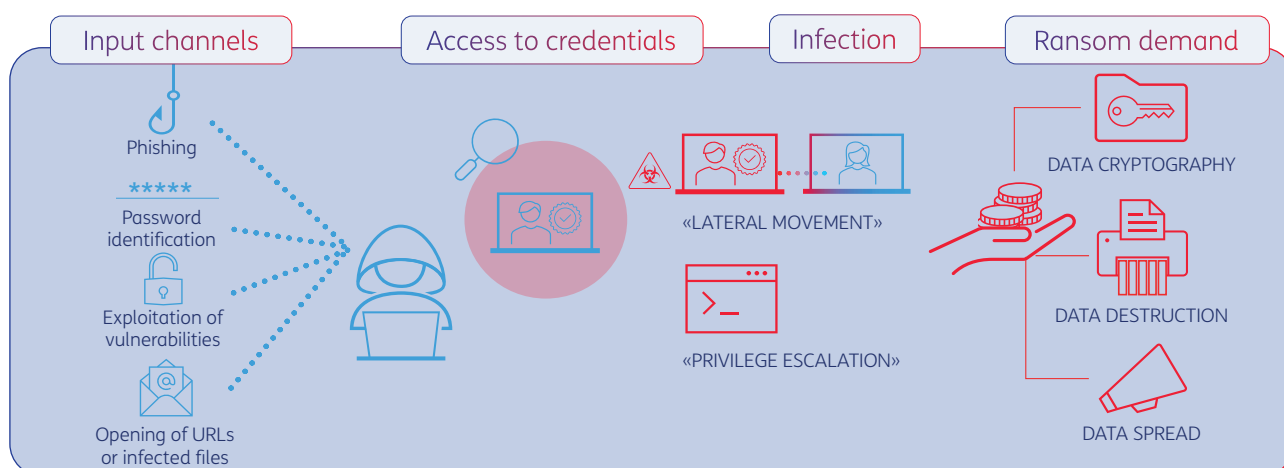 Input channels
Access to credentials
Infection
Ransom demand
Phishing
*****
Password
identification
Exploitation of
vulnerabilities
@
Opening of URLs
or infected files
«LATERAL MOVEMENT»
>_
«PRIVILEGE ESCALATION»
DATA CRYPTOGRAPHY
DATA DESTRUCTION
DATA SPREAD